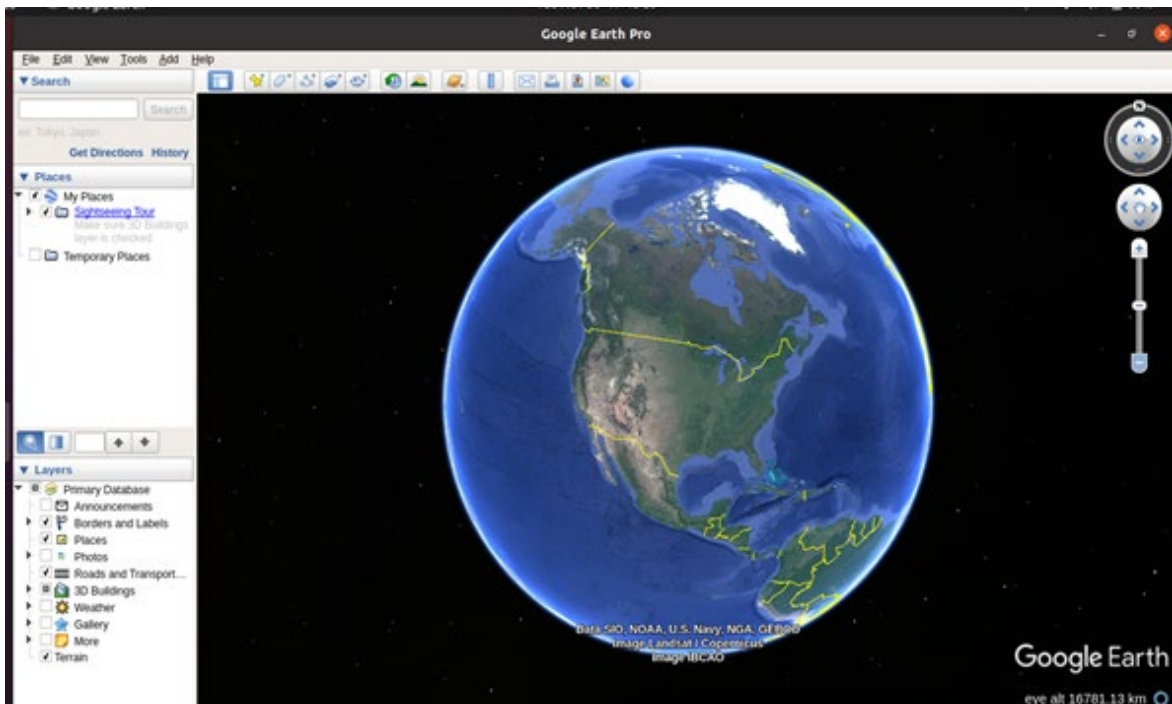 Google Earth Pro
File Edit View Tools Add Help
Search
Search
ex: Tokyo, Japan
Get Directions History
Places
My Places
Sightseeing Tour
Make sure 3D Buildings
layer is checked
Temporary Places
Layers
Primary Database
Announcements
Borders and Labels
Places
Photos
Roads and Transport...
3D Buildings
Weather
Gallery
More
Terrain
N
Data SIO, NOAA, U.S. Navy, NGA, GEBCO
Image Landsat / Copernicus
Image IBCAO
Google Earth
eye alt 16781.13 km